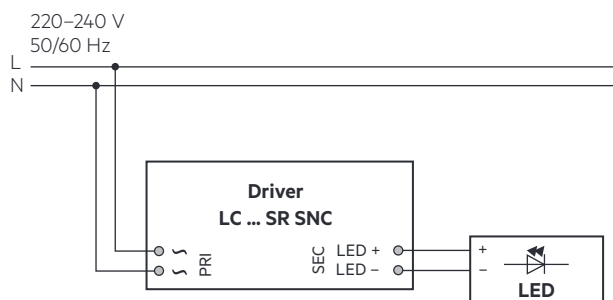 220–240 V
50/60 Hz
L
N
Driver
LC ... SR SNC
~
~
PRI
SEC
LED +
LED –
+
–
LED